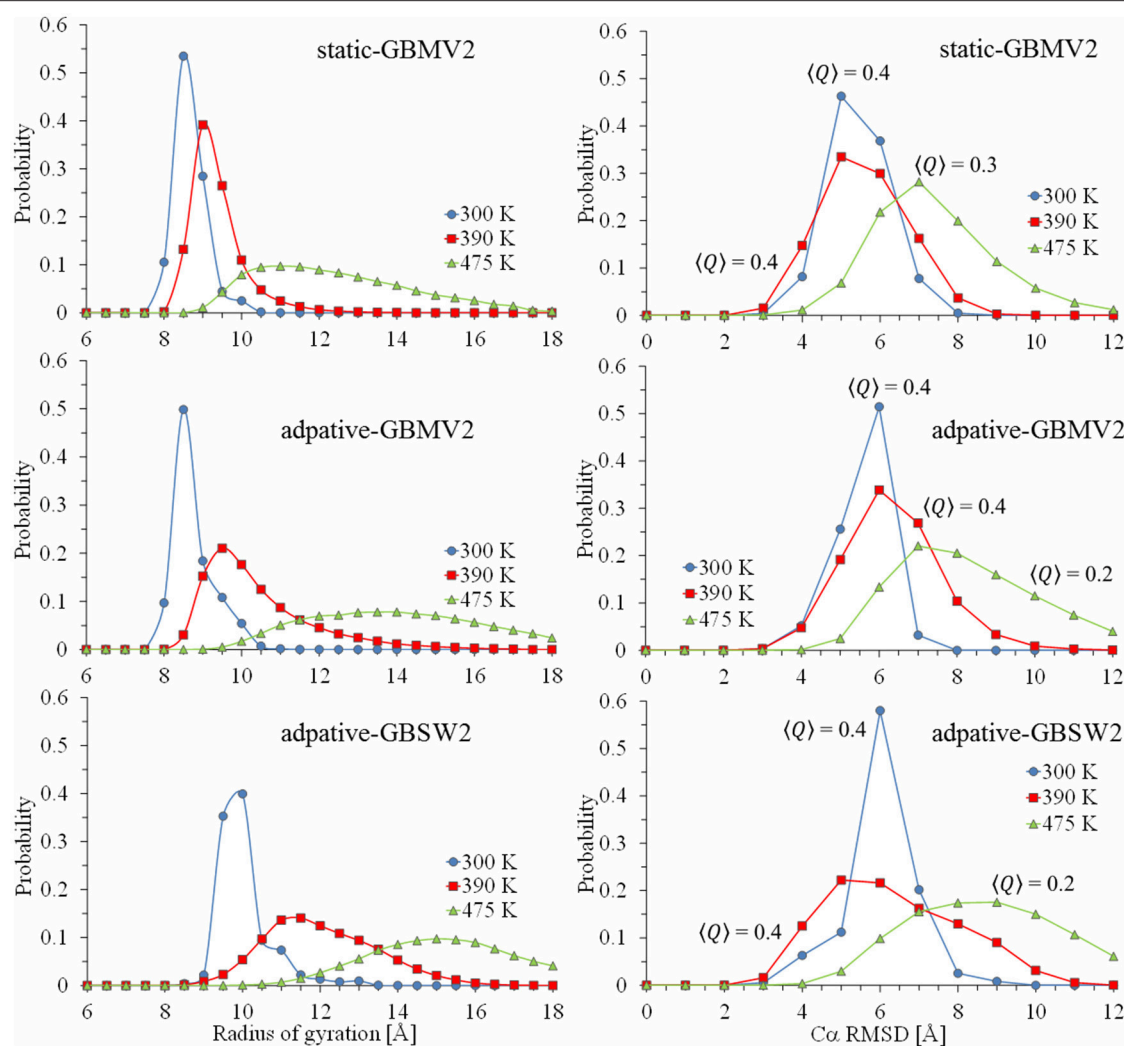 static-GBMV2
Probability
0.6
0.5
0.4
0.3
0.2
0.1
0
300 K
390 K
475 K
6 8 10 12 14 16 18
static-GBMV2
Probability
0.6
0.5
0.4
0.3
0.2
0.1
0
⟨Q⟩ = 0.4
⟨Q⟩ = 0.3
⟨Q⟩ = 0.4
300 K
390 K
475 K
0 2 4 6 8 10 12
adpative-GBMV2
Probability
0.6
0.5
0.4
0.3
0.2
0.1
0
300 K
390 K
475 K
6 8 10 12 14 16 18
adpative-GBMV2
Probability
0.6
0.5
0.4
0.3
0.2
0.1
0
⟨Q⟩ = 0.4
⟨Q⟩ = 0.4
⟨Q⟩ = 0.2
300 K
390 K
475 K
0 2 4 6 8 10 12
adpative-GBSW2
Probability
0.6
0.5
0.4
0.3
0.2
0.1
0
300 K
390 K
475 K
6 8 10 12 14 16 18
Radius of gyration [Å]
adpative-GBSW2
Probability
0.6
0.5
0.4
0.3
0.2
0.1
0
⟨Q⟩ = 0.4
300 K
390 K
475 K
⟨Q⟩ = 0.2
⟨Q⟩ = 0.4
0 2 4 6 8 10 12
Cα RMSD [Å]